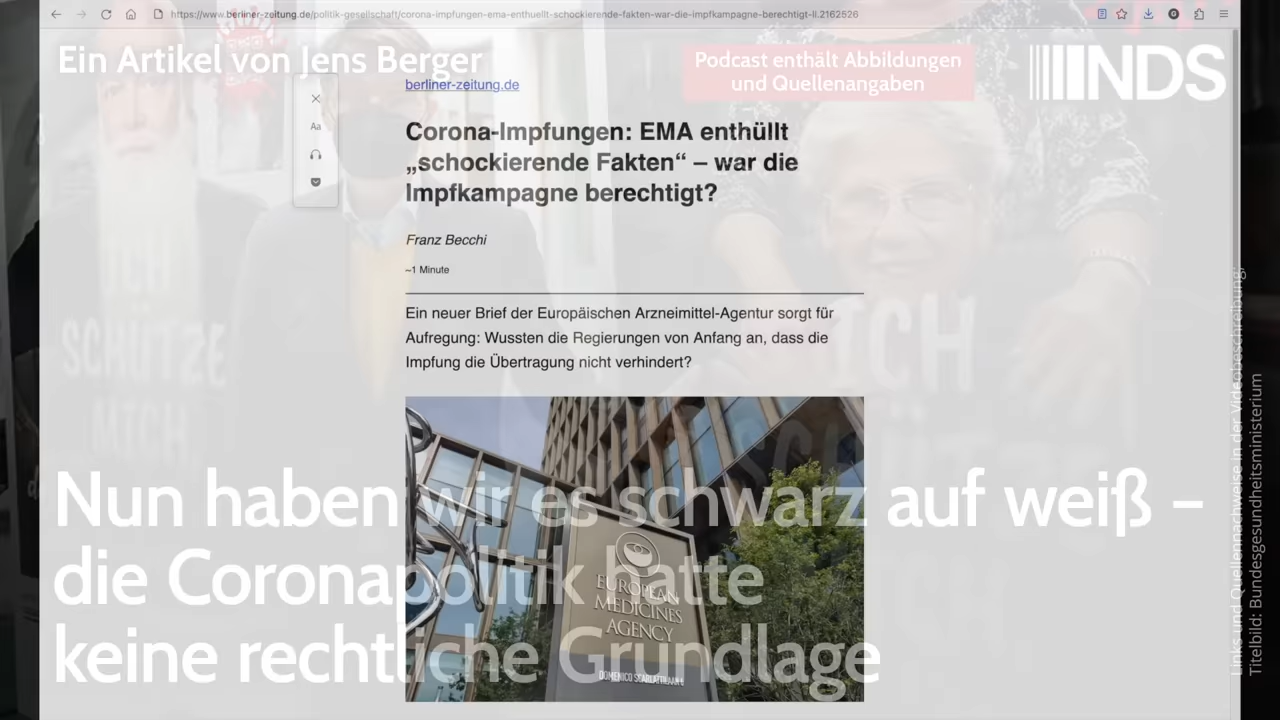 https://www.berliner-zeitung.de/politik-gesellschaft/corona-impfungen-ema-enthuellt-schockierende-fakten-war-die-impfkampagne-berechtigt-li.2162526
Ein Artikel von Jens Berger
Podcast enthält Abbildungen
und Quellenangaben
NDS
berliner-zeitung.de
Aa
Corona-Impfungen: EMA enthüllt
„schockierende Fakten“ – war die
Impfkampagne berechtigt?
Franz Becchi
~1 Minute
Ein neuer Brief der Europäischen Arzneimittel-Agentur sorgt für
Aufregung: Wussten die Regierungen von Anfang an, dass die
Impfung die Übertragung nicht verhindert?
ICH
SCHÜTZE
MICH
ICH
EUROPEAN
MEDICINES
AGENCY
Nun haben wir es schwarz auf weiß –
die Coronapolitik hatte
keine rechtliche Grundlage
Links und Quellennachweise in der Videobeschreibung,
Titelbild: Bundesgesundheitsministerium